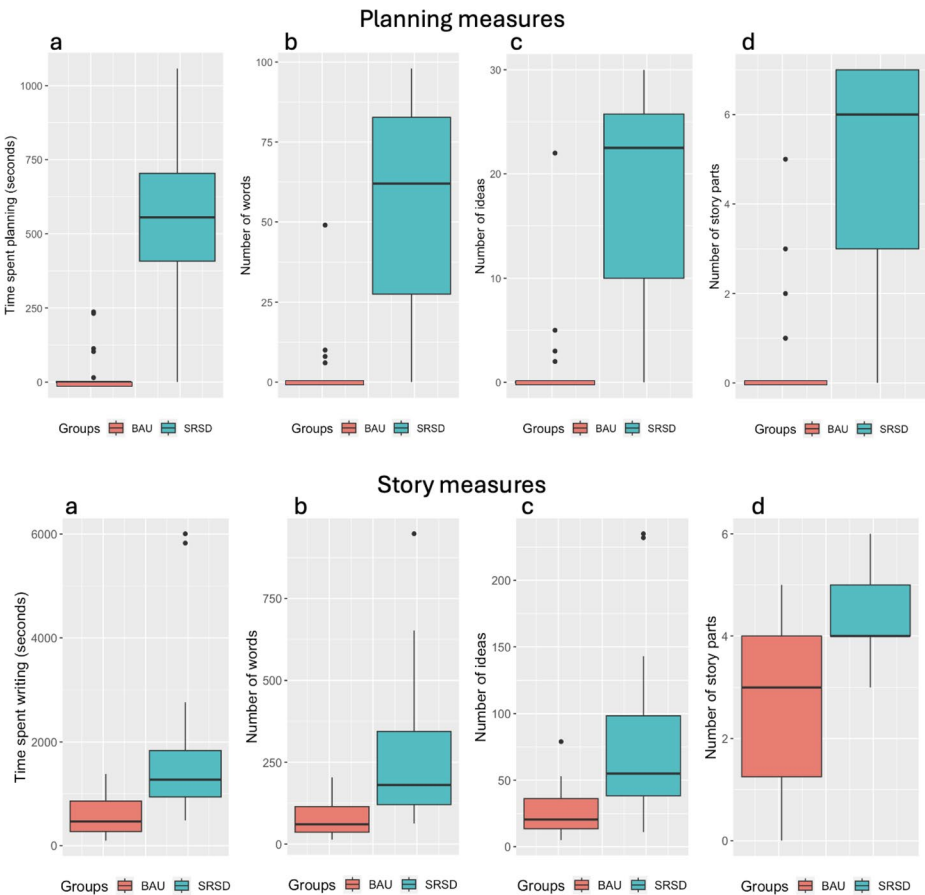 Planning measures
a
b
c
d
Time spent planning (seconds)
1000
750
500
250
0
Number of words
100
75
50
25
0
Number of ideas
30
20
10
0
Number of story parts
6
4
2
0
Groups BAU SRSD
Groups BAU SRSD
Groups BAU SRSD
Groups BAU SRSD
Story measures
a
b
c
d
Time spent writing (seconds)
6000
4000
2000
0
Number of words
750
500
250
0
Number of ideas
200
150
100
50
0
Number of story parts
6
4
2
0
Groups BAU SRSD
Groups BAU SRSD
Groups BAU SRSD
Groups BAU SRSD